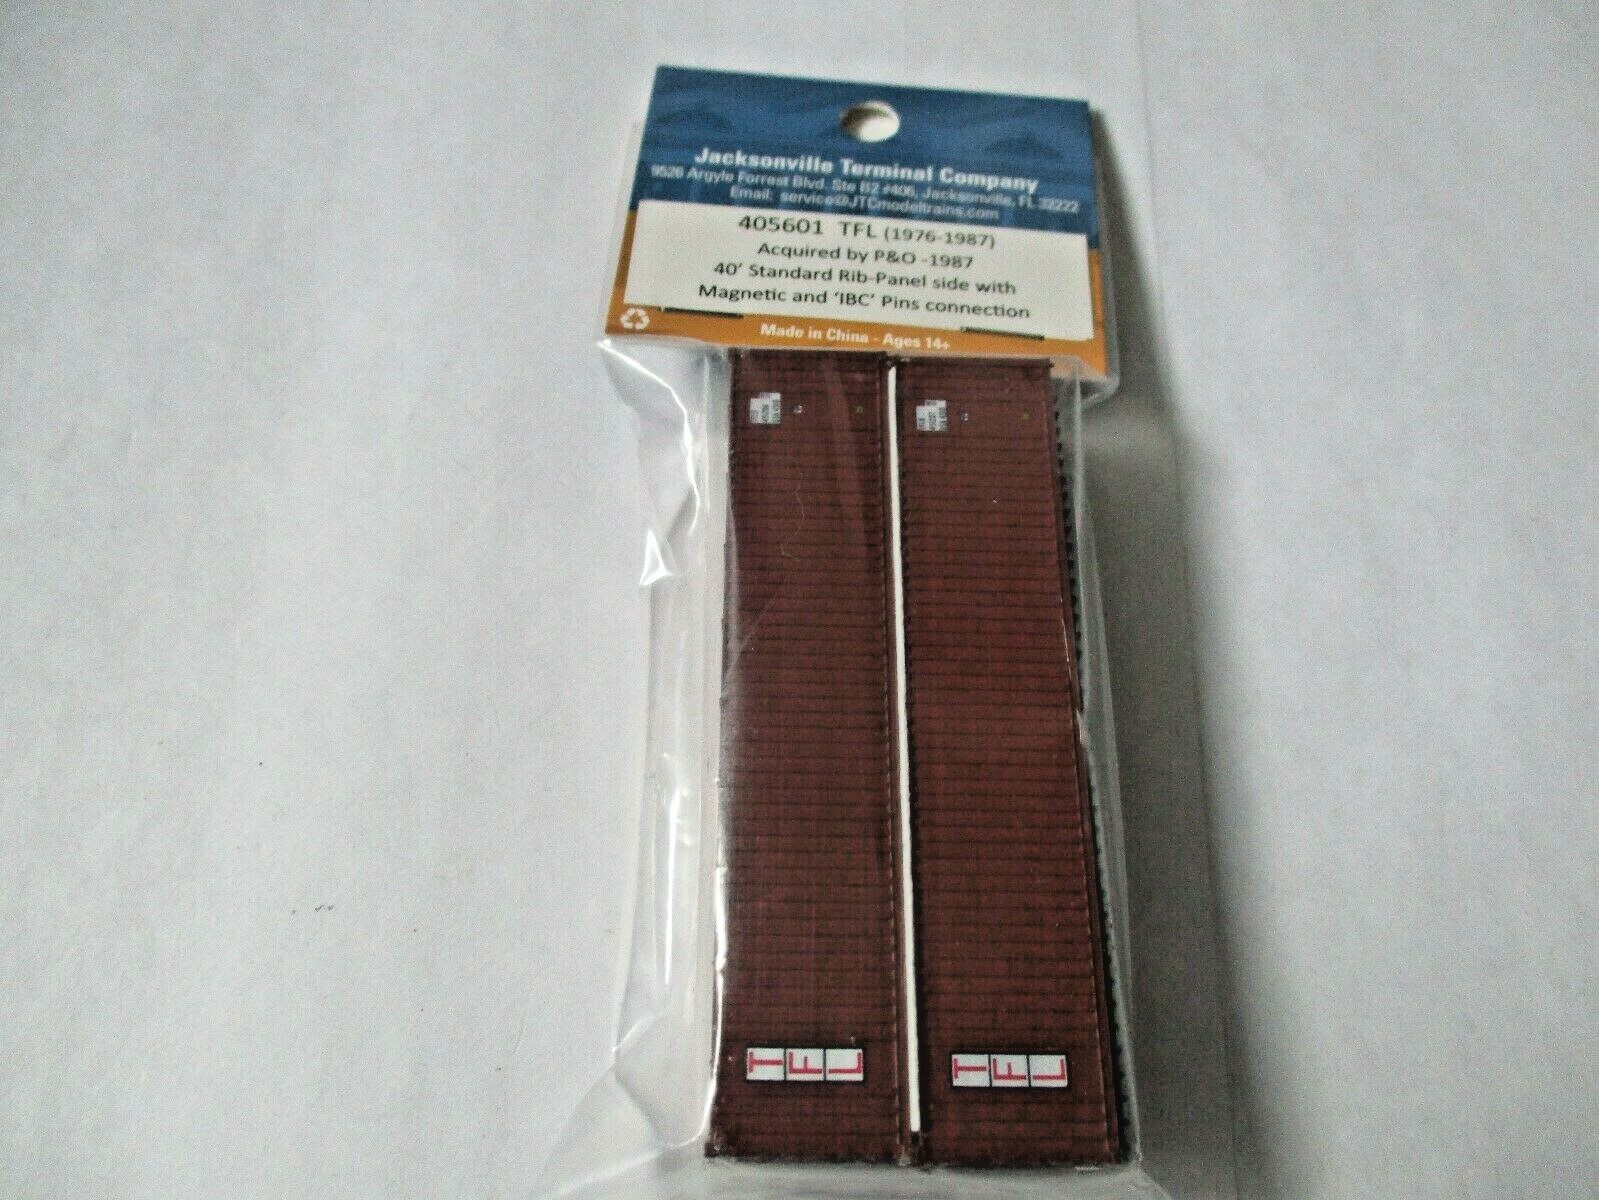 Jacksonville Terminal Company
9526 Argyle Forrest Blvd. Ste B2 #406, Jacksonville, FL 32222
Email: service@JTCmodeltrains.com
405601 TFL (1976-1987)
Acquired by P&O -1987
40' Standard Rib-Panel side with
Magnetic and 'IBC' Pins connection
Made in China - Ages 14+
TFL
TFL